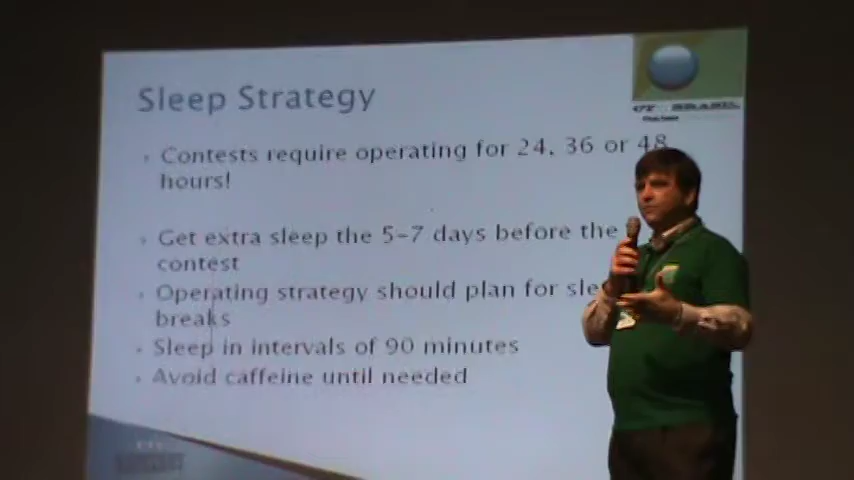 Sleep Strategy
Contests require operating for 24, 36 or 48
hours!
Get extra sleep the 5-7 days before the
contest
Operating strategy should plan for
breaks
Sleep in intervals of 90 minutes
Avoid caffeine until needed
BRASIL